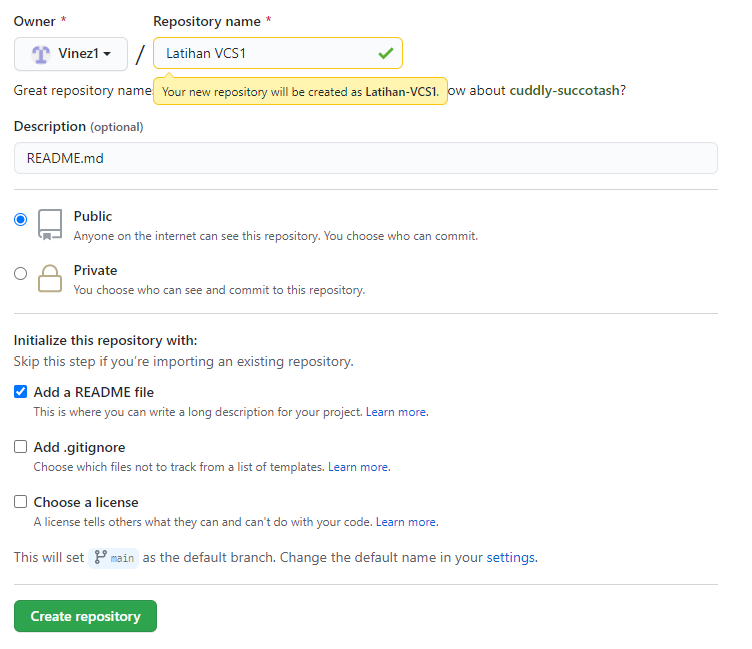 Owner * Repository name *
Vinez1 / Latihan VCS1
Great repository name
Your new repository will be created as Latihan-VCS1.
ow about cuddly-succotash?
Description (optional)
README.md
Public
Anyone on the internet can see this repository. You choose who can commit.
Private
You choose who can see and commit to this repository.
Initialize this repository with:
Skip this step if you're importing an existing repository.
Add a README file
This is where you can write a long description for your project. Learn more.
Add .gitignore
Choose which files not to track from a list of templates. Learn more.
Choose a license
A license tells others what they can and can't do with your code. Learn more.
This will set main as the default branch. Change the default name in your settings.
Create repository